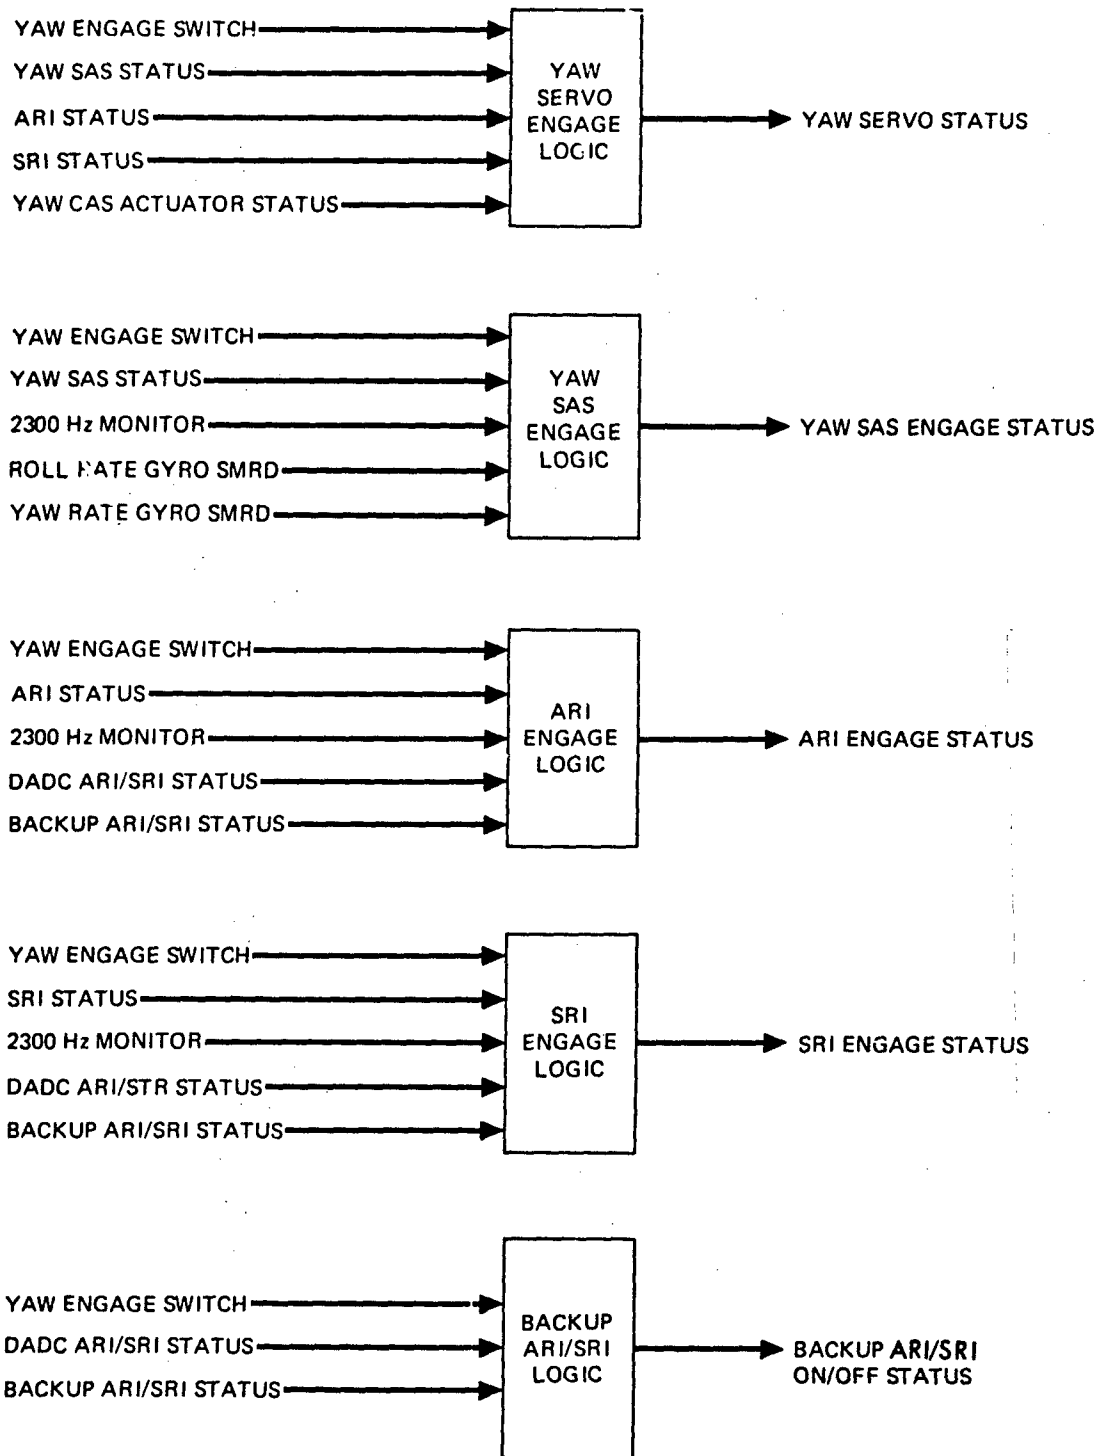 YAW ENGAGE SWITCH
YAW SAS STATUS
ARI STATUS
SRI STATUS
YAW CAS ACTUATOR STATUS
YAW
SERVO
ENGAGE
LOGIC
YAW SERVO STATUS
YAW ENGAGE SWITCH
YAW SAS STATUS
2300 Hz MONITOR
ROLL RATE GYRO SMRD
YAW RATE GYRO SMRD
YAW
SAS
ENGAGE
LOGIC
YAW SAS ENGAGE STATUS
YAW ENGAGE SWITCH
ARI STATUS
2300 Hz MONITOR
DADC ARI/SRI STATUS
BACKUP ARI/SRI STATUS
ARI
ENGAGE
LOGIC
ARI ENGAGE STATUS
YAW ENGAGE SWITCH
SRI STATUS
2300 Hz MONITOR
DADC ARI/STR STATUS
BACKUP ARI/SRI STATUS
SRI
ENGAGE
LOGIC
SRI ENGAGE STATUS
YAW ENGAGE SWITCH
DADC ARI/SRI STATUS
BACKUP ARI/SRI STATUS
BACKUP
ARI/SRI
LOGIC
BACKUP ARI/SRI
ON/OFF STATUS